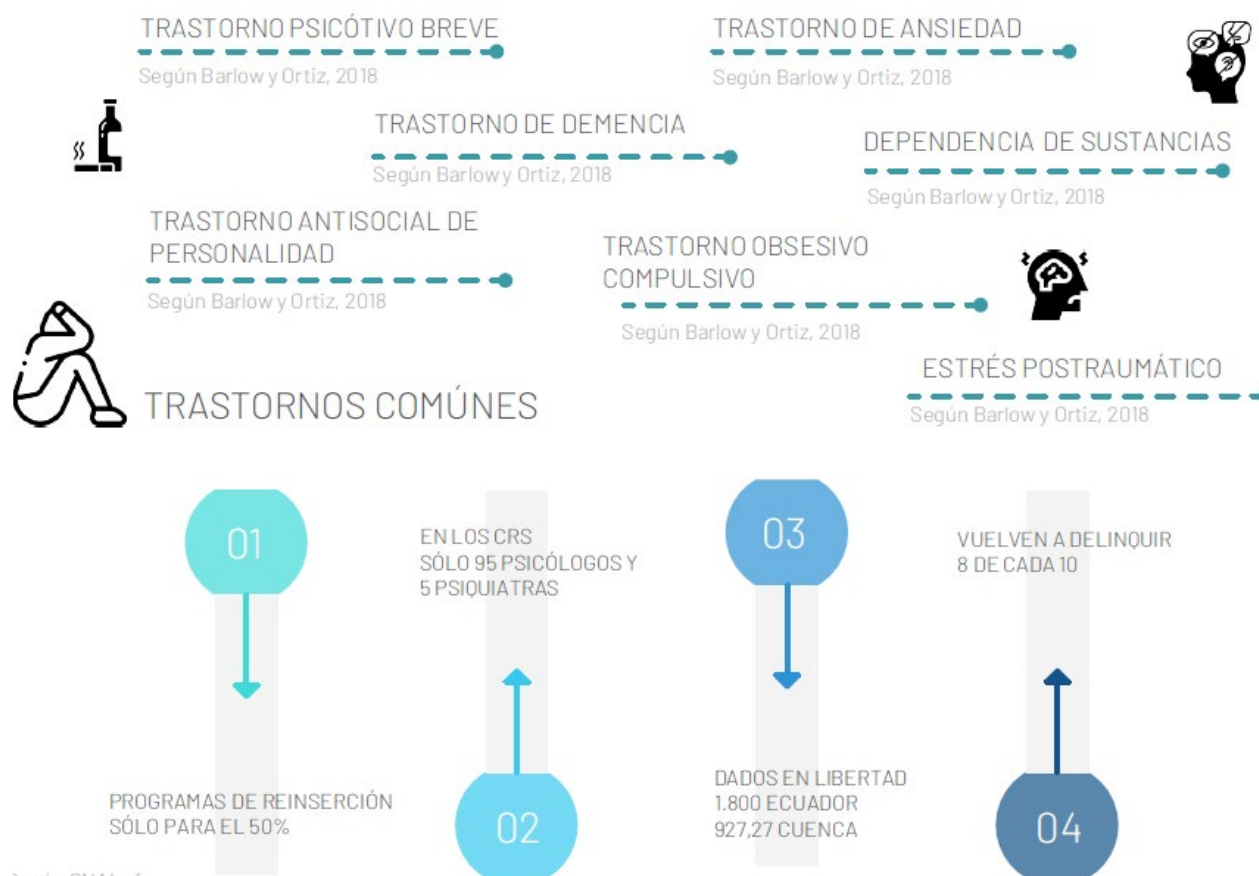 TRASTORNO PSICÓTIVO BREVE
Según Barlow y Ortiz, 2018
TRASTORNO DE ANSIEDAD
Según Barlow y Ortiz, 2018
TRASTORNO DE DEMENCIA
Según Barlow y Ortiz, 2018
DEPENDENCIA DE SUSTANCIAS
Según Barlow y Ortiz, 2018
TRASTORNO ANTISOCIAL DE
PERSONALIDAD
Según Barlow y Ortiz, 2018
TRASTORNO OBSESIVO
COMPULSIVO
Según Barlow y Ortiz, 2018
ESTRÉS POSTRAUMÁTICO
Según Barlow y Ortiz, 2018
TRASTORNOS COMÚNES
01
PROGRAMAS DE REINSERCIÓN
SÓLO PARA EL 50%
EN LOS CRS
SÓLO 95 PSICÓLOGOS Y
5 PSIQUIATRAS
02
03
DADOS EN LIBERTAD
1.800 ECUADOR
927,27 CUENCA
VUELVEN A DELINQUIR
8 DE CADA 10
04